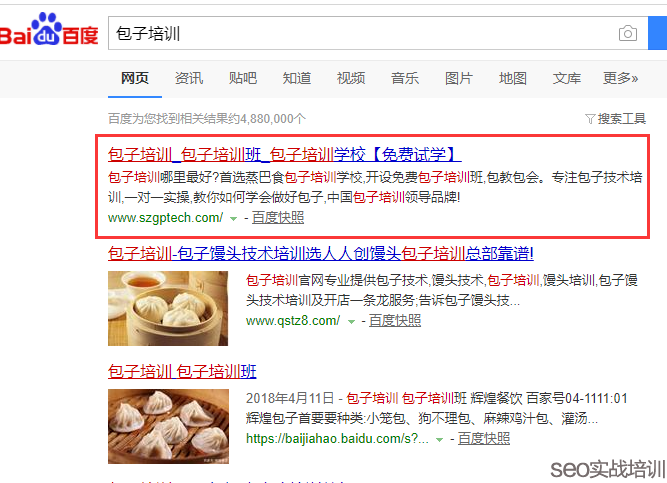 Bai du 百度
包子培训
网页 资讯 贴吧 知道 视频 音乐 图片 地图 文库 更多»
百度为您找到相关结果约4,880,000个 搜索工具
包子培训_包子培训班_包子培训学校【免费试学】
包子培训哪里最好?首选蒸巴食包子培训学校,开设免费包子培训班,包教包会。专注包子技术培
训,一对一实操,教你如何学会做好包子,中国包子培训领导品牌!
www.szgptech.com/ - 百度快照
包子培训-包子馒头技术培训选人人创馒头包子培训总部靠谱!
包子培训官网专业提供包子技术,馒头技术,包子培训,馒头培训,包子馒
头技术培训及开店一条龙服务;告诉包子馒头技...
www.qstz8.com/ - 百度快照
包子培训 包子培训班
2018年4月11日 - 包子培训 包子培训班 辉煌餐饮 百家号04-1111:01
辉煌包子首要要种类:小笼包、狗不理包、麻辣鸡汁包、灌汤...
https://baijiahao.baidu.com/s?... - 百度快照
seo实战培训